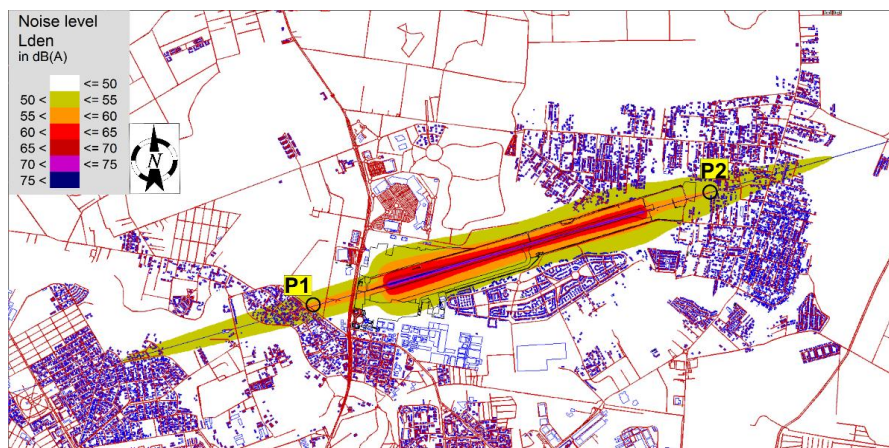 Noise level
Lden
in dB(A)
<= 50
50 < <= 55
55 < <= 60
60 < <= 65
65 < <= 70
70 < <= 75
75 <
N
P2
P1